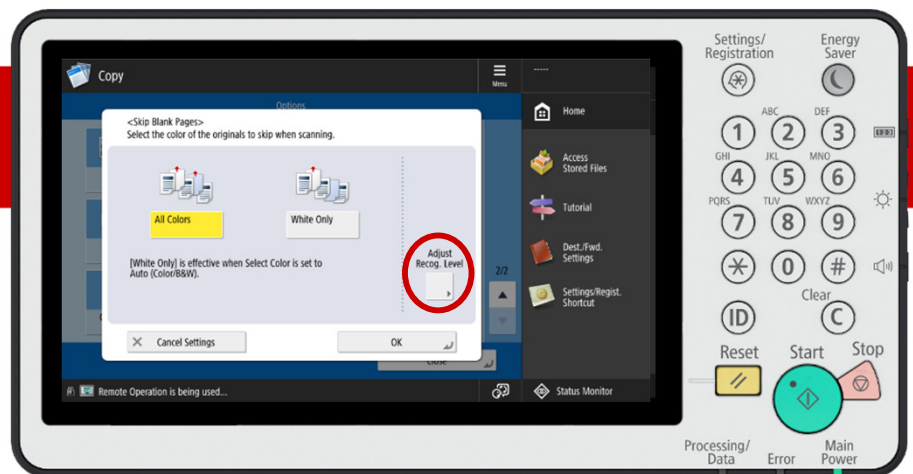 Copy
Menu
-----
Options
<Skip Blank Pages>
Select the color of the originals to skip when scanning.
All Colors
White Only
[White Only] is effective when Select Color is set to
Auto (Color/B&W).
Adjust
Recog. Level
2/2
Cancel Settings
OK
Close
Remote Operation is being used...
Home
Access
Stored Files
Tutorial
Dest./Fwd.
Settings
Settings/Regist.
Shortcut
Status Monitor
Settings/
Registration
Energy
Saver
ABC DEF
1 2 3
GHI JKL MNO
4 5 6
PQRS TUV WXYZ
7 8 9
0 #
Clear
ID C
Reset Start Stop
Processing/
Data
Error
Main
Power